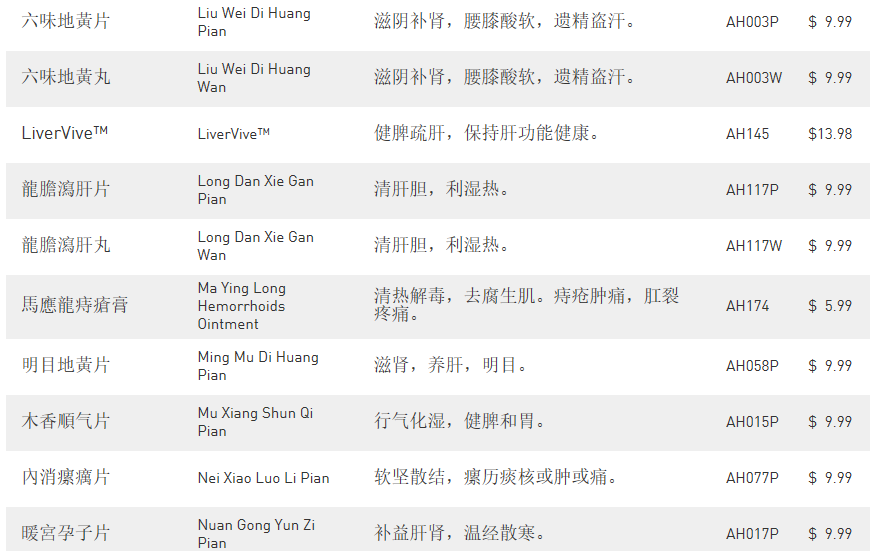 六味地黃片 Liu Wei Di Huang Pian 滋阴补肾，腰膝酸软，遗精盗汗。 AH003P $ 9.99
六味地黃丸 Liu Wei Di Huang Wan 滋阴补肾，腰膝酸软，遗精盗汗。 AH003W $ 9.99
LiverVive™ LiverVive™ 健脾疏肝，保持肝功能健康。 AH145 $13.98
龍膽瀉肝片 Long Dan Xie Gan Pian 清肝胆，利湿热。 AH117P $ 9.99
龍膽瀉肝丸 Long Dan Xie Gan Wan 清肝胆，利湿热。 AH117W $ 9.99
馬應龍痔瘡膏 Ma Ying Long Hemorrhoids Ointment 清热解毒，去腐生肌。痔疮肿痛，肛裂疼痛。 AH174 $ 5.99
明目地黃片 Ming Mu Di Huang Pian 滋肾，养肝，明目。 AH058P $ 9.99
木香順气片 Mu Xiang Shun Qi Pian 行气化湿，健脾和胃。 AH015P $ 9.99
內消瘰癘片 Nei Xiao Luo Li Pian 软坚散结，瘰历痰核或肿或痛。 AH077P $ 9.99
暖宮孕子片 Nuan Gong Yun Zi Pian 补益肝肾，温经散寒。 AH017P $ 9.99